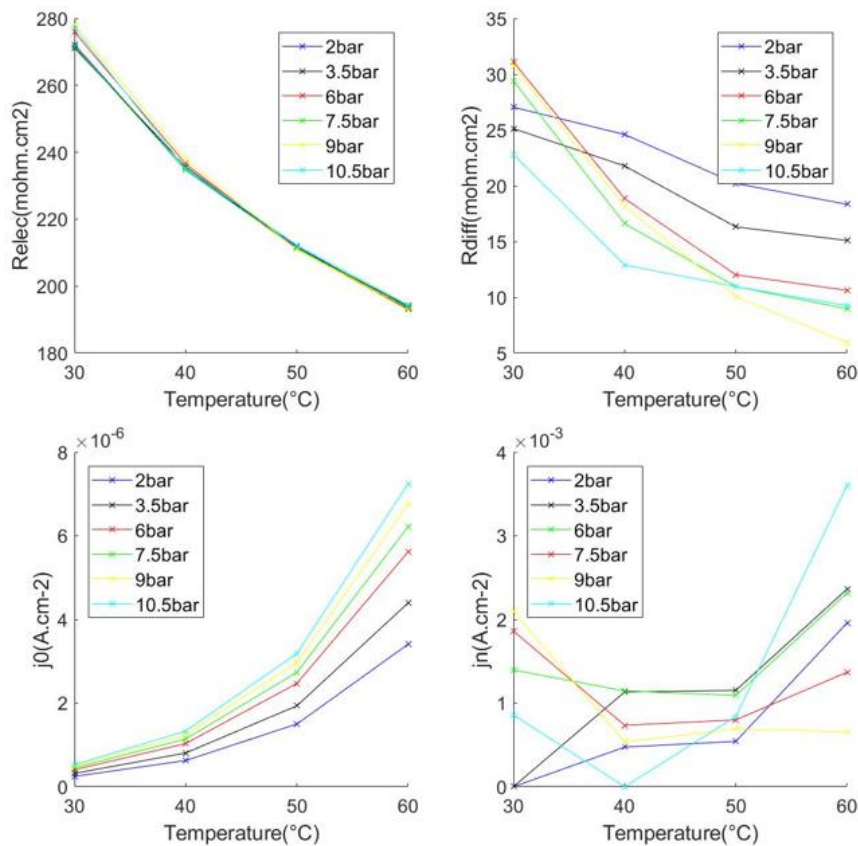 280
260
240
220
200
180
Relec(mohm.cm2)
30
40
50
60
Temperature(°C)
2bar
3.5bar
6bar
7.5bar
9bar
10.5bar
35
30
25
20
15
10
5
Rdiff(mohm.cm2)
30
40
50
60
Temperature(°C)
2bar
3.5bar
6bar
7.5bar
9bar
10.5bar
×10-6
8
6
4
2
0
j0(A.cm-2)
30
40
50
60
Temperature(°C)
2bar
3.5bar
6bar
7.5bar
9bar
10.5bar
×10-3
4
3
2
1
0
jn(A.cm-2)
30
40
50
60
Temperature(°C)
2bar
3.5bar
6bar
7.5bar
9bar
10.5bar